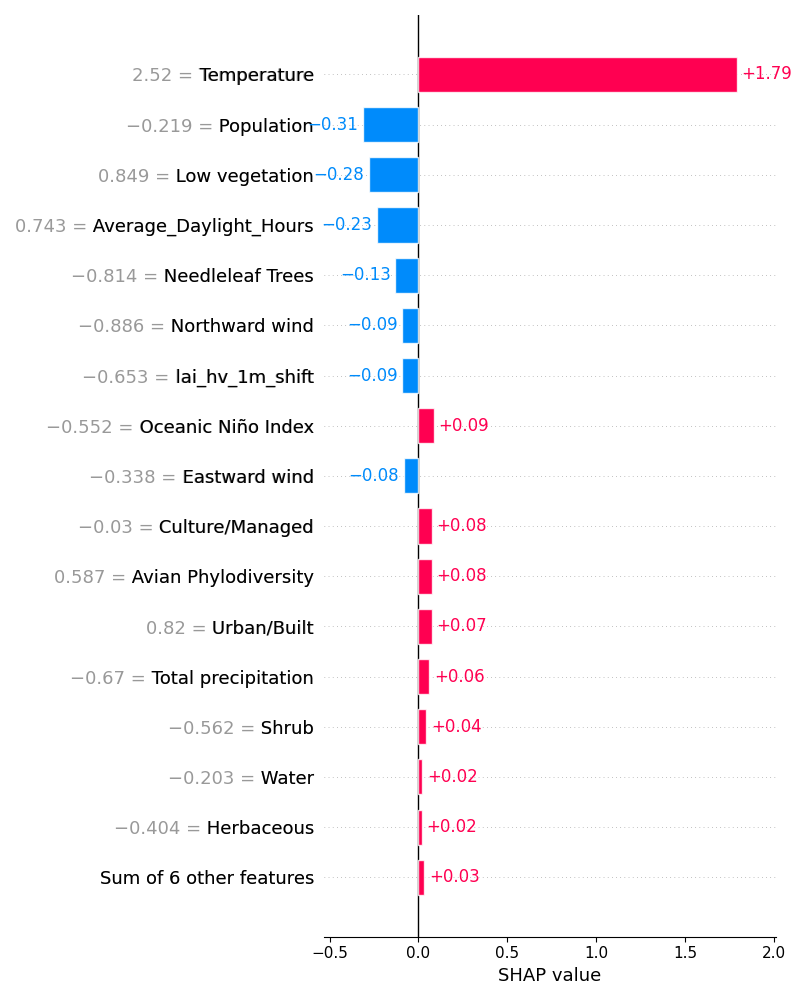 2.52 = Temperature +1.79
−0.219 = Population −0.31
0.849 = Low vegetation −0.28
0.743 = Average_Daylight_Hours −0.23
−0.814 = Needleleaf Trees −0.13
−0.886 = Northward wind −0.09
−0.653 = lai_hv_1m_shift −0.09
−0.552 = Oceanic Niño Index +0.09
−0.338 = Eastward wind −0.08
−0.03 = Culture/Managed +0.08
0.587 = Avian Phylodiversity +0.08
0.82 = Urban/Built +0.07
−0.67 = Total precipitation +0.06
−0.562 = Shrub +0.04
−0.203 = Water +0.02
−0.404 = Herbaceous +0.02
Sum of 6 other features +0.03
−0.5 0.0 0.5 1.0 1.5 2.0
SHAP value